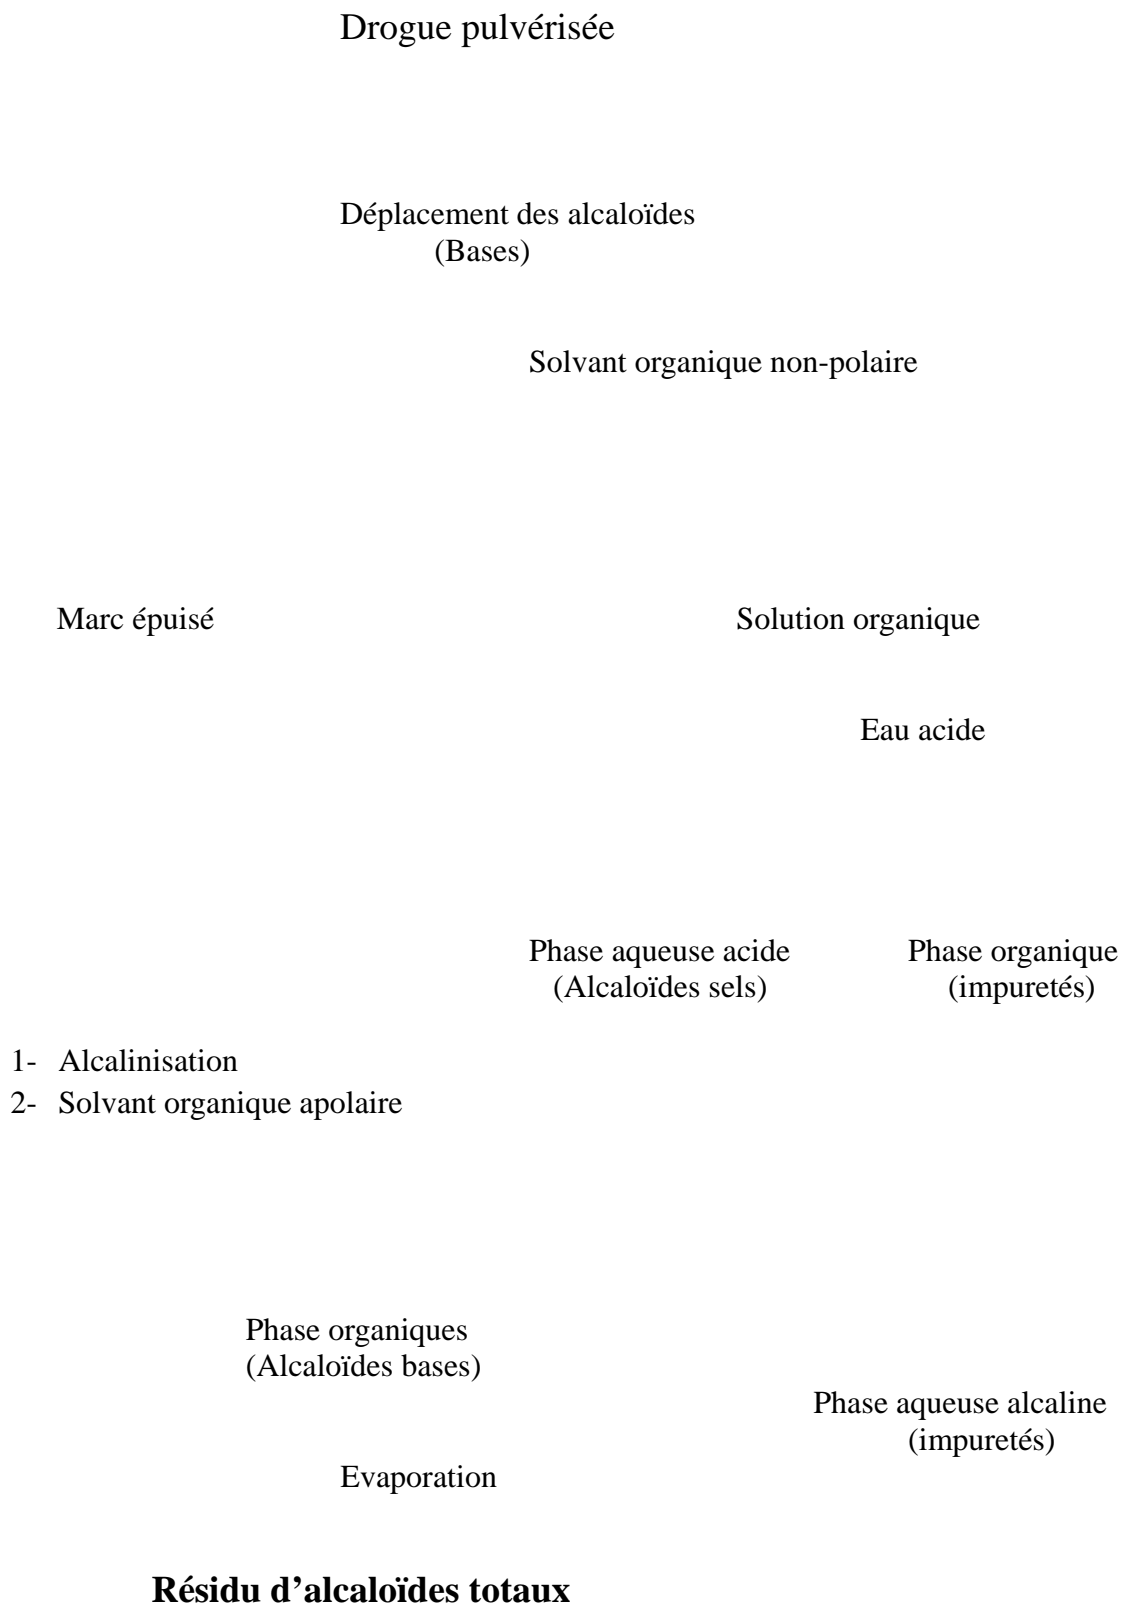 Drogue pulvérisée
Déplacement des alcaloïdes
(Bases)
Solvant organique non-polaire
Marc épuisé
Solution organique
Eau acide
Phase aqueuse acide
(Alcaloïdes sels)
Phase organique
(impuretés)
1- Alcalinisation
2- Solvant organique apolaire
Phase organiques
(Alcaloïdes bases)
Phase aqueuse alcaline
(impuretés)
Evaporation
Résidu d’alcaloïdes totaux